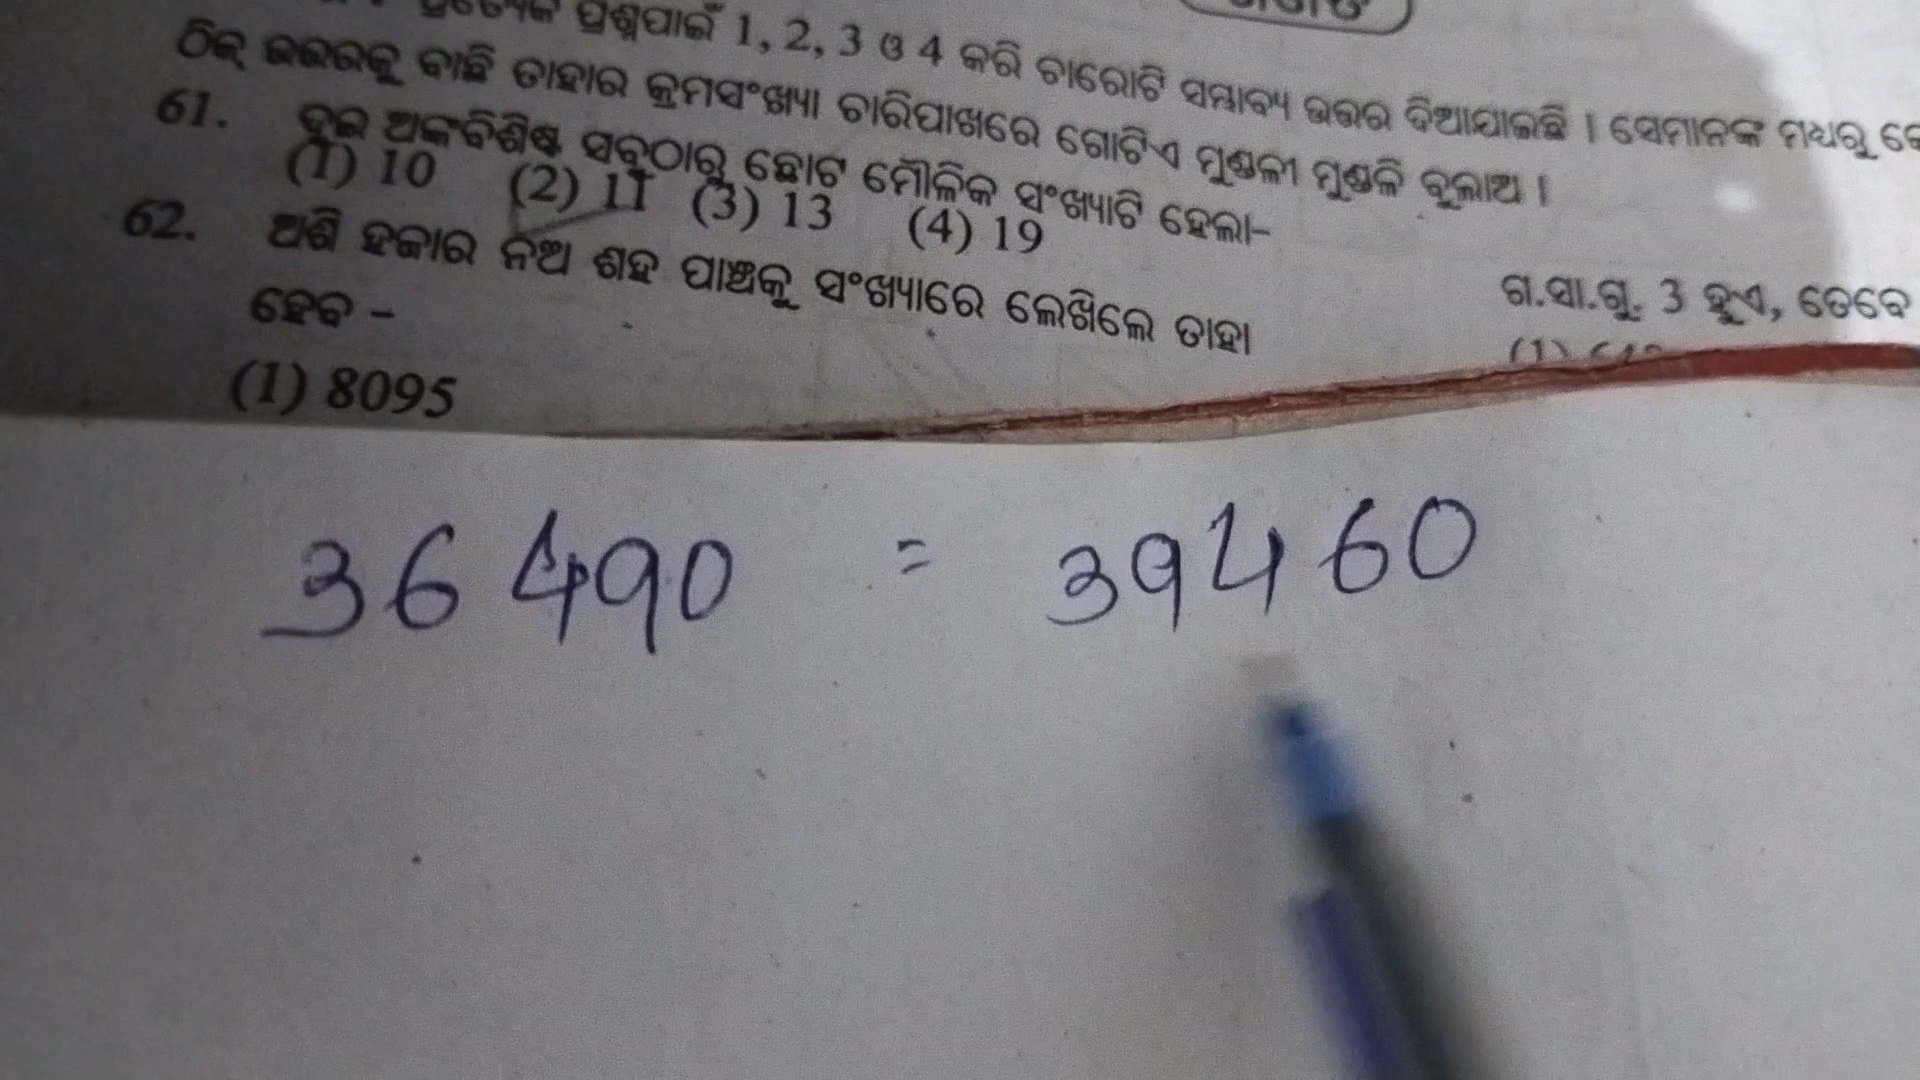 ପ୍ରତ୍ୟେକ ପ୍ରଶ୍ନପାଇଁ 1, 2, 3 ଓ 4 କରି ଚାରୋଟି ସମ୍ଭାବ୍ୟ ଉତ୍ତର ଦିଆଯାଇଛି । ସେମାନଙ୍କ ମଧ୍ୟରୁ
ଠିକ୍ ଉତ୍ତରକୁ ବାଛି ତାହାର କ୍ରମସଂଖ୍ୟା ଚାରିପାଖରେ ଗୋଟିଏ ମୁଣ୍ଡଳୀ ମୁଣ୍ଡଳି ବୁଲାଅ ।
61. ଦୁଇ ଅଙ୍କବିଶିଷ୍ଟ ସବୁଠାରୁ ଛୋଟ ମୌଳିକ ସଂଖ୍ୟାଟି ହେଲା-
(1) 10 (2) 11 (3) 13 (4) 19
62. ଅଶି ହଜାର ନଅ ଶହ ପାଞ୍ଚକୁ ସଂଖ୍ୟାରେ ଲେଖିଲେ ତାହା
ହେବ -
(1) 8095
ଗ.ସା.ଗୁ. 3 ହୁଏ, ତେବେ
36490 = 39460